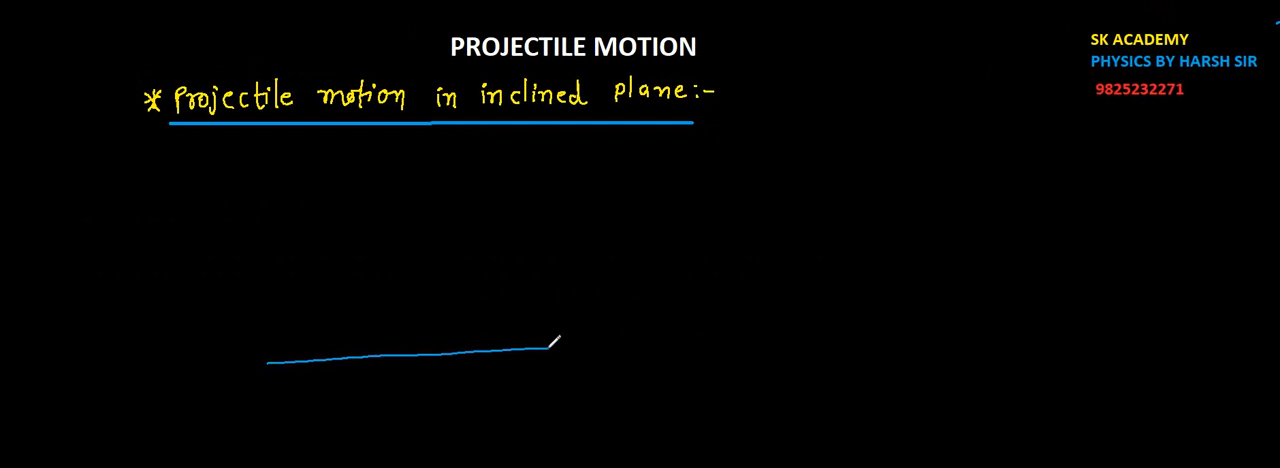 PROJECTILE MOTION
SK ACADEMY
PHYSICS BY HARSH SIR
9825232271
* Projectile motion in inclined plane:-